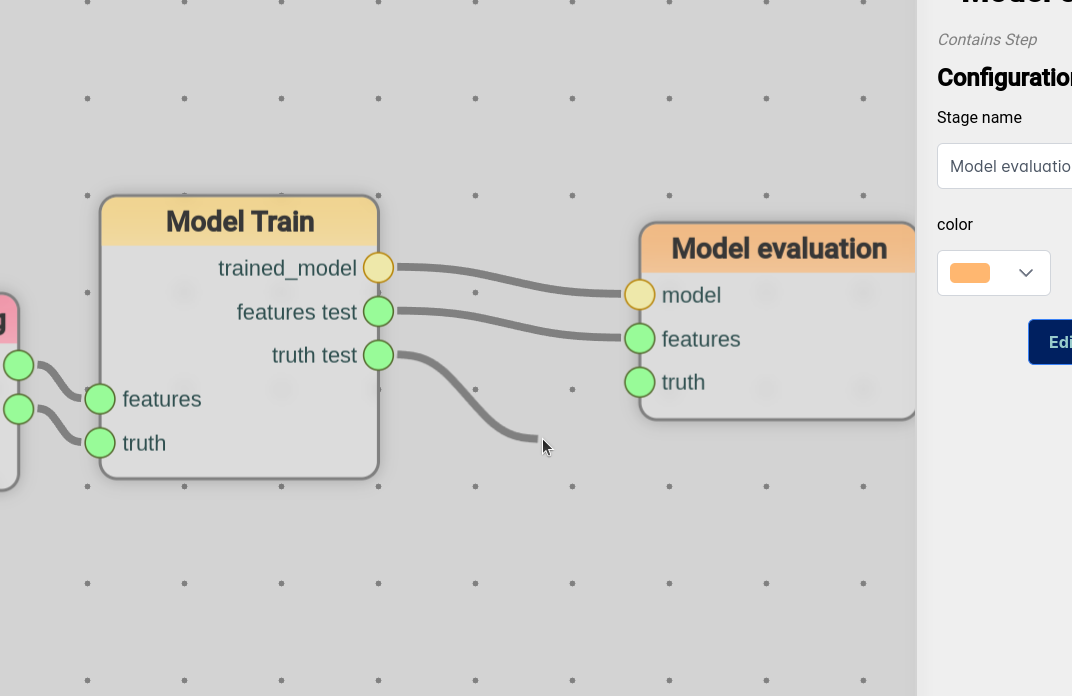 Contains Step
Configuration
Stage name
Model evaluatio
color
Edi
g
Model Train
trained_model
features test
truth test
features
truth
Model evaluation
model
features
truth